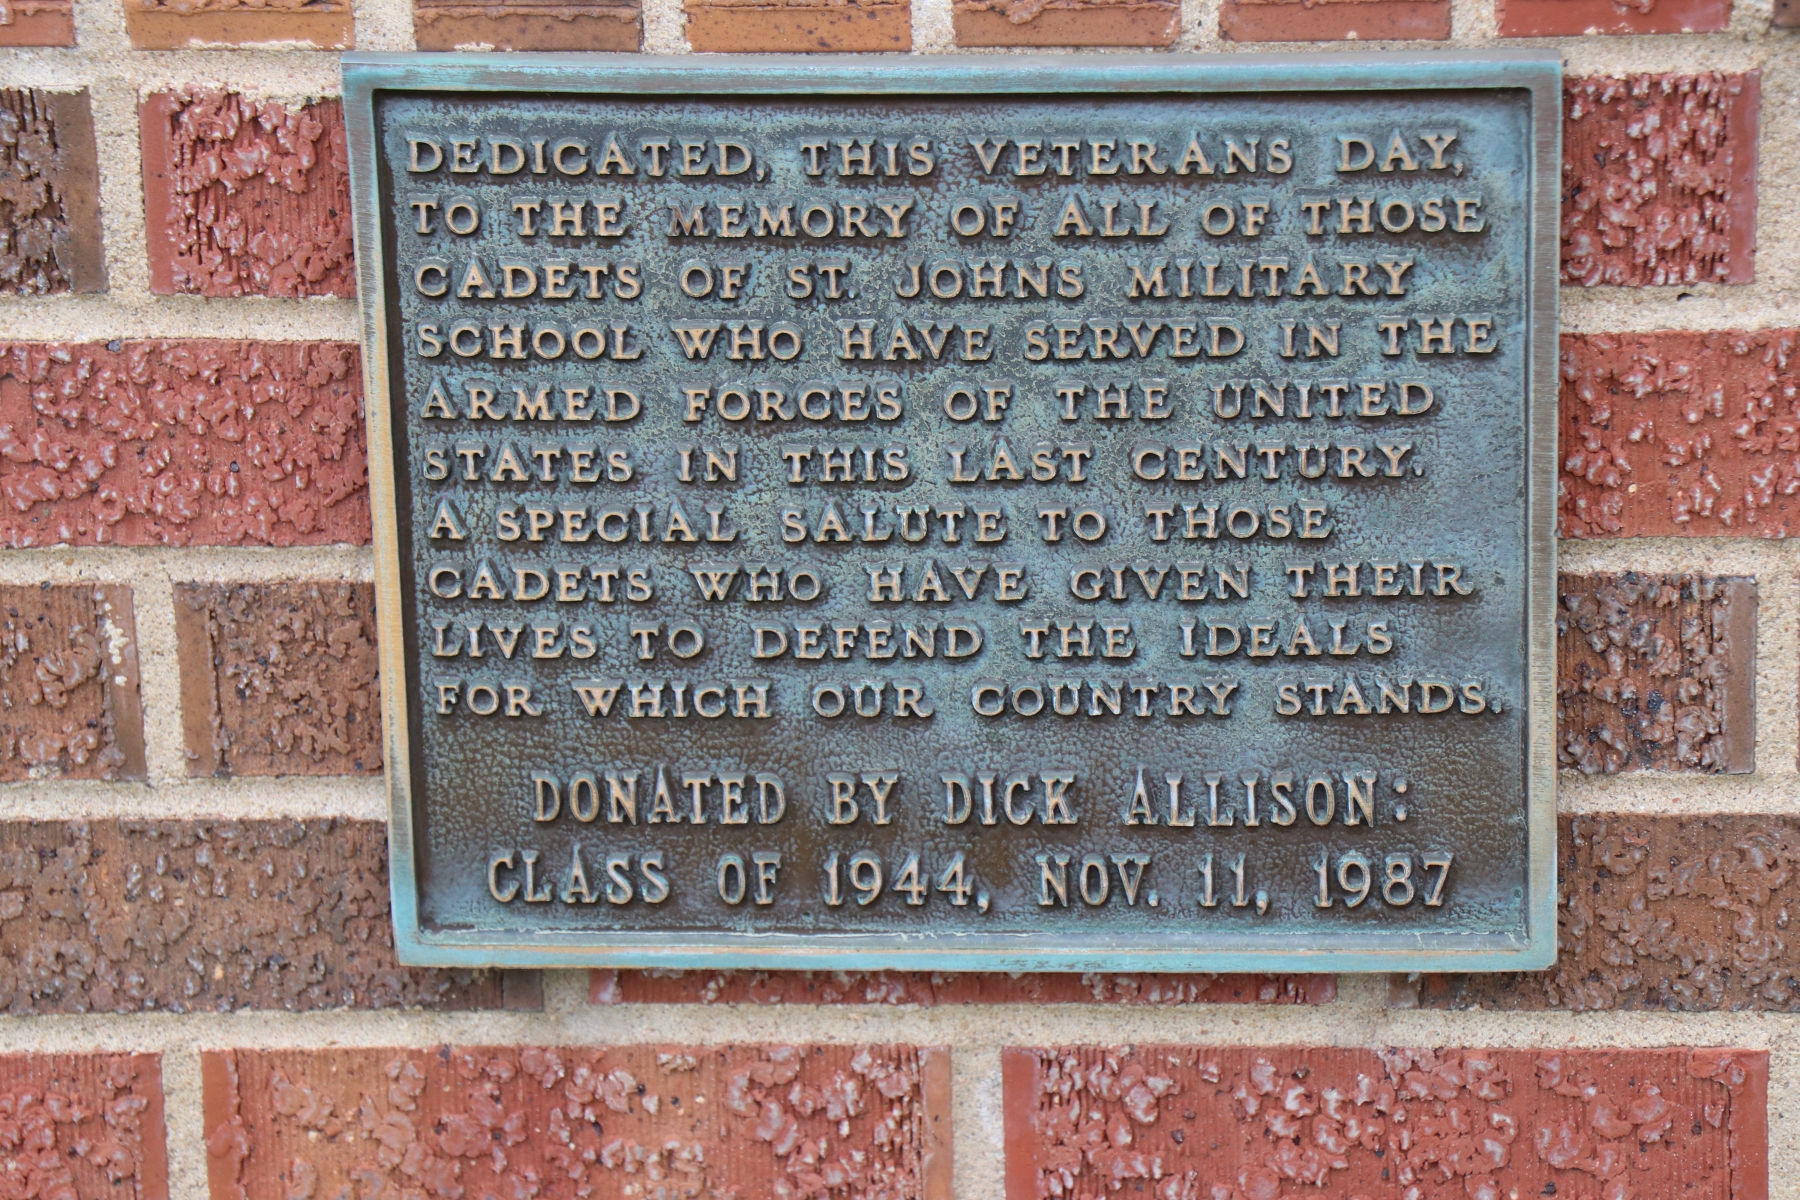 DEDICATED, THIS VETERANS DAY,
TO THE MEMORY OF ALL OF THOSE
CADETS OF ST. JOHNS MILITARY
SCHOOL WHO HAVE SERVED IN THE
ARMED FORCES OF THE UNITED
STATES IN THIS LAST CENTURY.
A SPECIAL SALUTE TO THOSE
CADETS WHO HAVE GIVEN THEIR
LIVES TO DEFEND THE IDEALS
FOR WHICH OUR COUNTRY STANDS.
DONATED BY DICK ALLISON:
CLASS OF 1944, NOV. 11, 1987